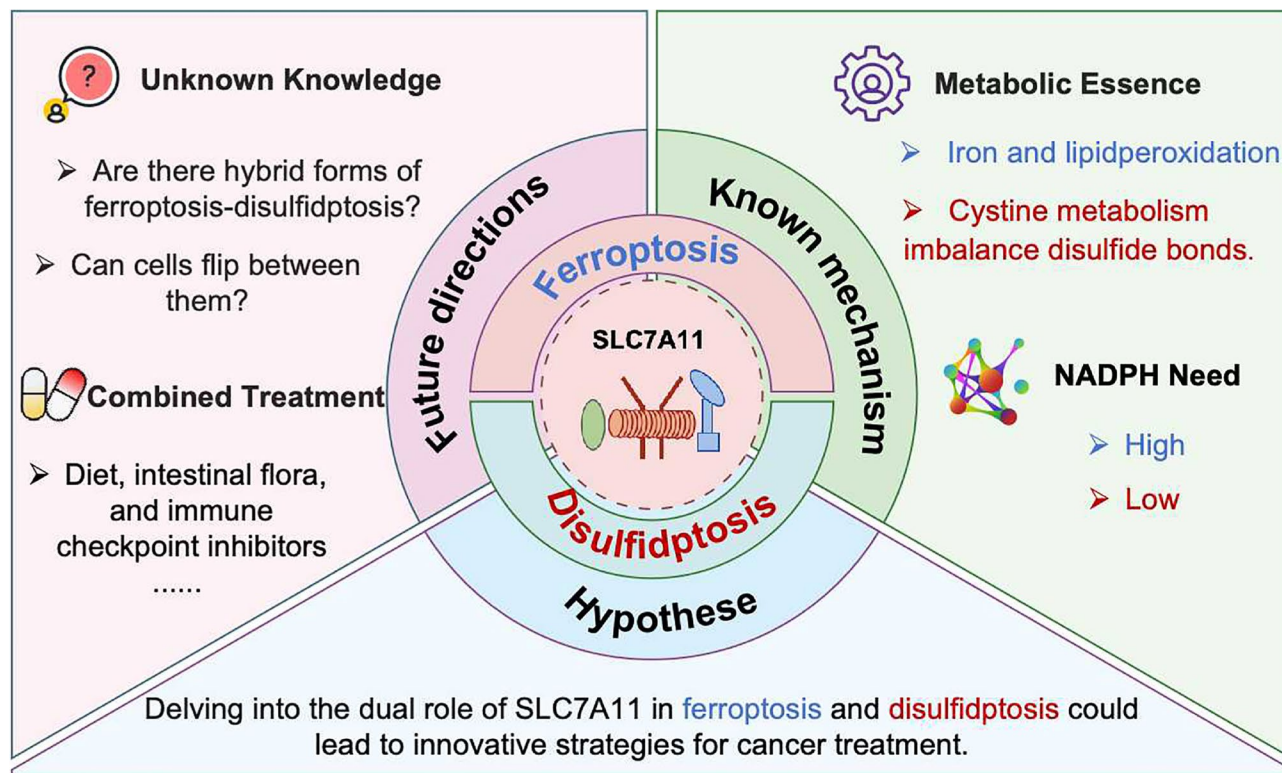 ?
Unknown Knowledge
➢ Are there hybrid forms of
ferroptosis-disulfidptosis?
➢ Can cells flip between
them?
Combined Treatment
➢ Diet, intestinal flora,
and immune
checkpoint inhibitors
......
Future directions
Known mechanism
Ferroptosis
SLC7A11
Disulfidptosis
Hypothese
Metabolic Essence
➢ Iron and lipidperoxidation
➢ Cystine metabolism
imbalance disulfide bonds.
NADPH Need
➢ High
➢ Low
Delving into the dual role of SLC7A11 in ferroptosis and disulfidptosis could
lead to innovative strategies for cancer treatment.